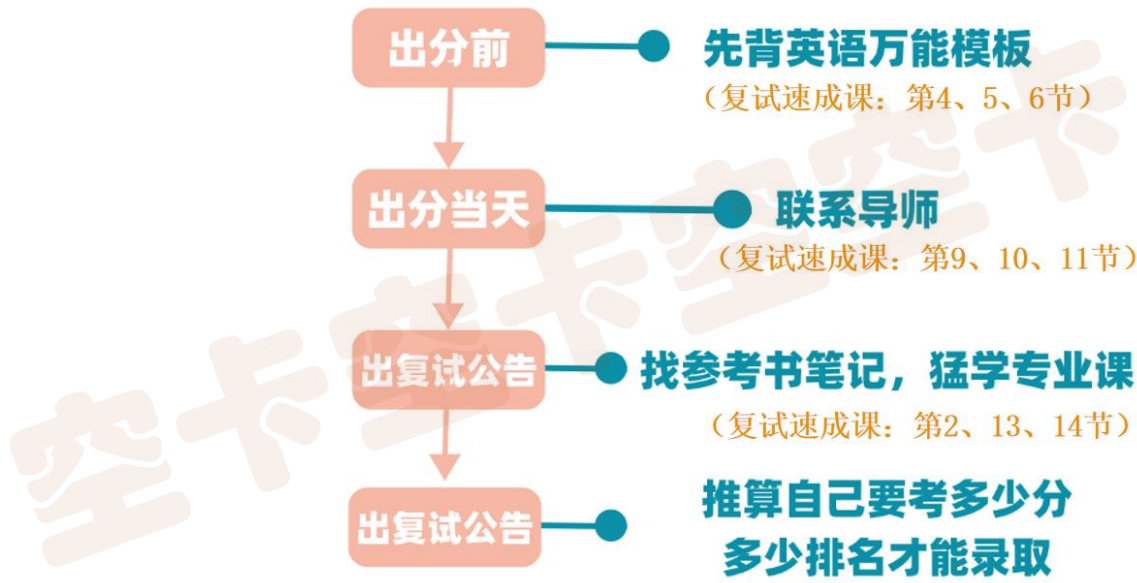 出分前
先背英语万能模板
（复试速成课：第4、5、6节）
出分当天
联系导师
（复试速成课：第9、10、11节）
出复试公告
找参考书笔记，猛学专业课
（复试速成课：第2、13、14节）
出复试公告
推算自己要考多少分
多少排名才能录取
空卡空卡空空卡